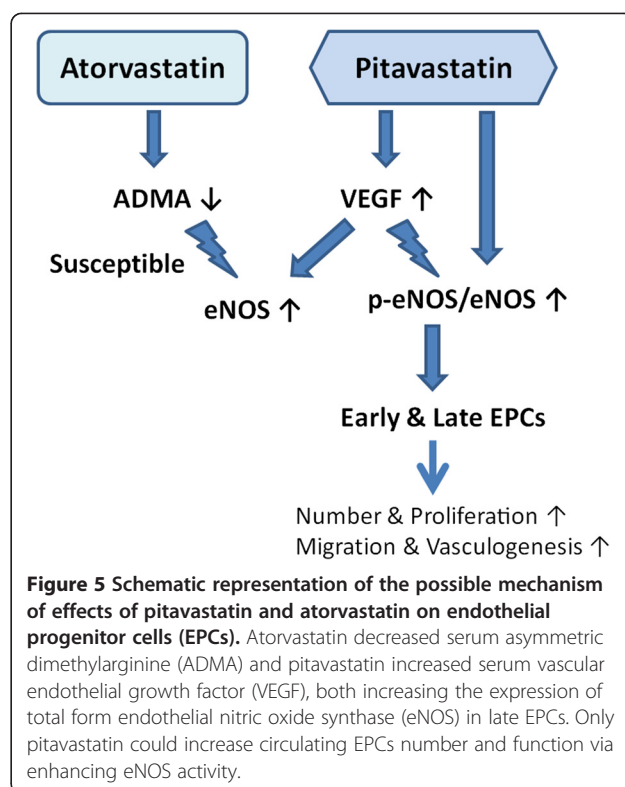 Atorvastatin
Pitavastatin
ADMA ↓
VEGF ↑
Susceptible
eNOS ↑
p-eNOS/eNOS ↑
Early & Late EPCs
Number & Proliferation ↑
Migration & Vasculogenesis ↑
Figure 5 Schematic representation of the possible mechanism
of effects of pitavastatin and atorvastatin on endothelial
progenitor cells (EPCs). Atorvastatin decreased serum asymmetric
dimethylarginine (ADMA) and pitavastatin increased serum vascular
endothelial growth factor (VEGF), both increasing the expression of
total form endothelial nitric oxide synthase (eNOS) in late EPCs. Only
pitavastatin could increase circulating EPCs number and function via
enhancing eNOS activity.